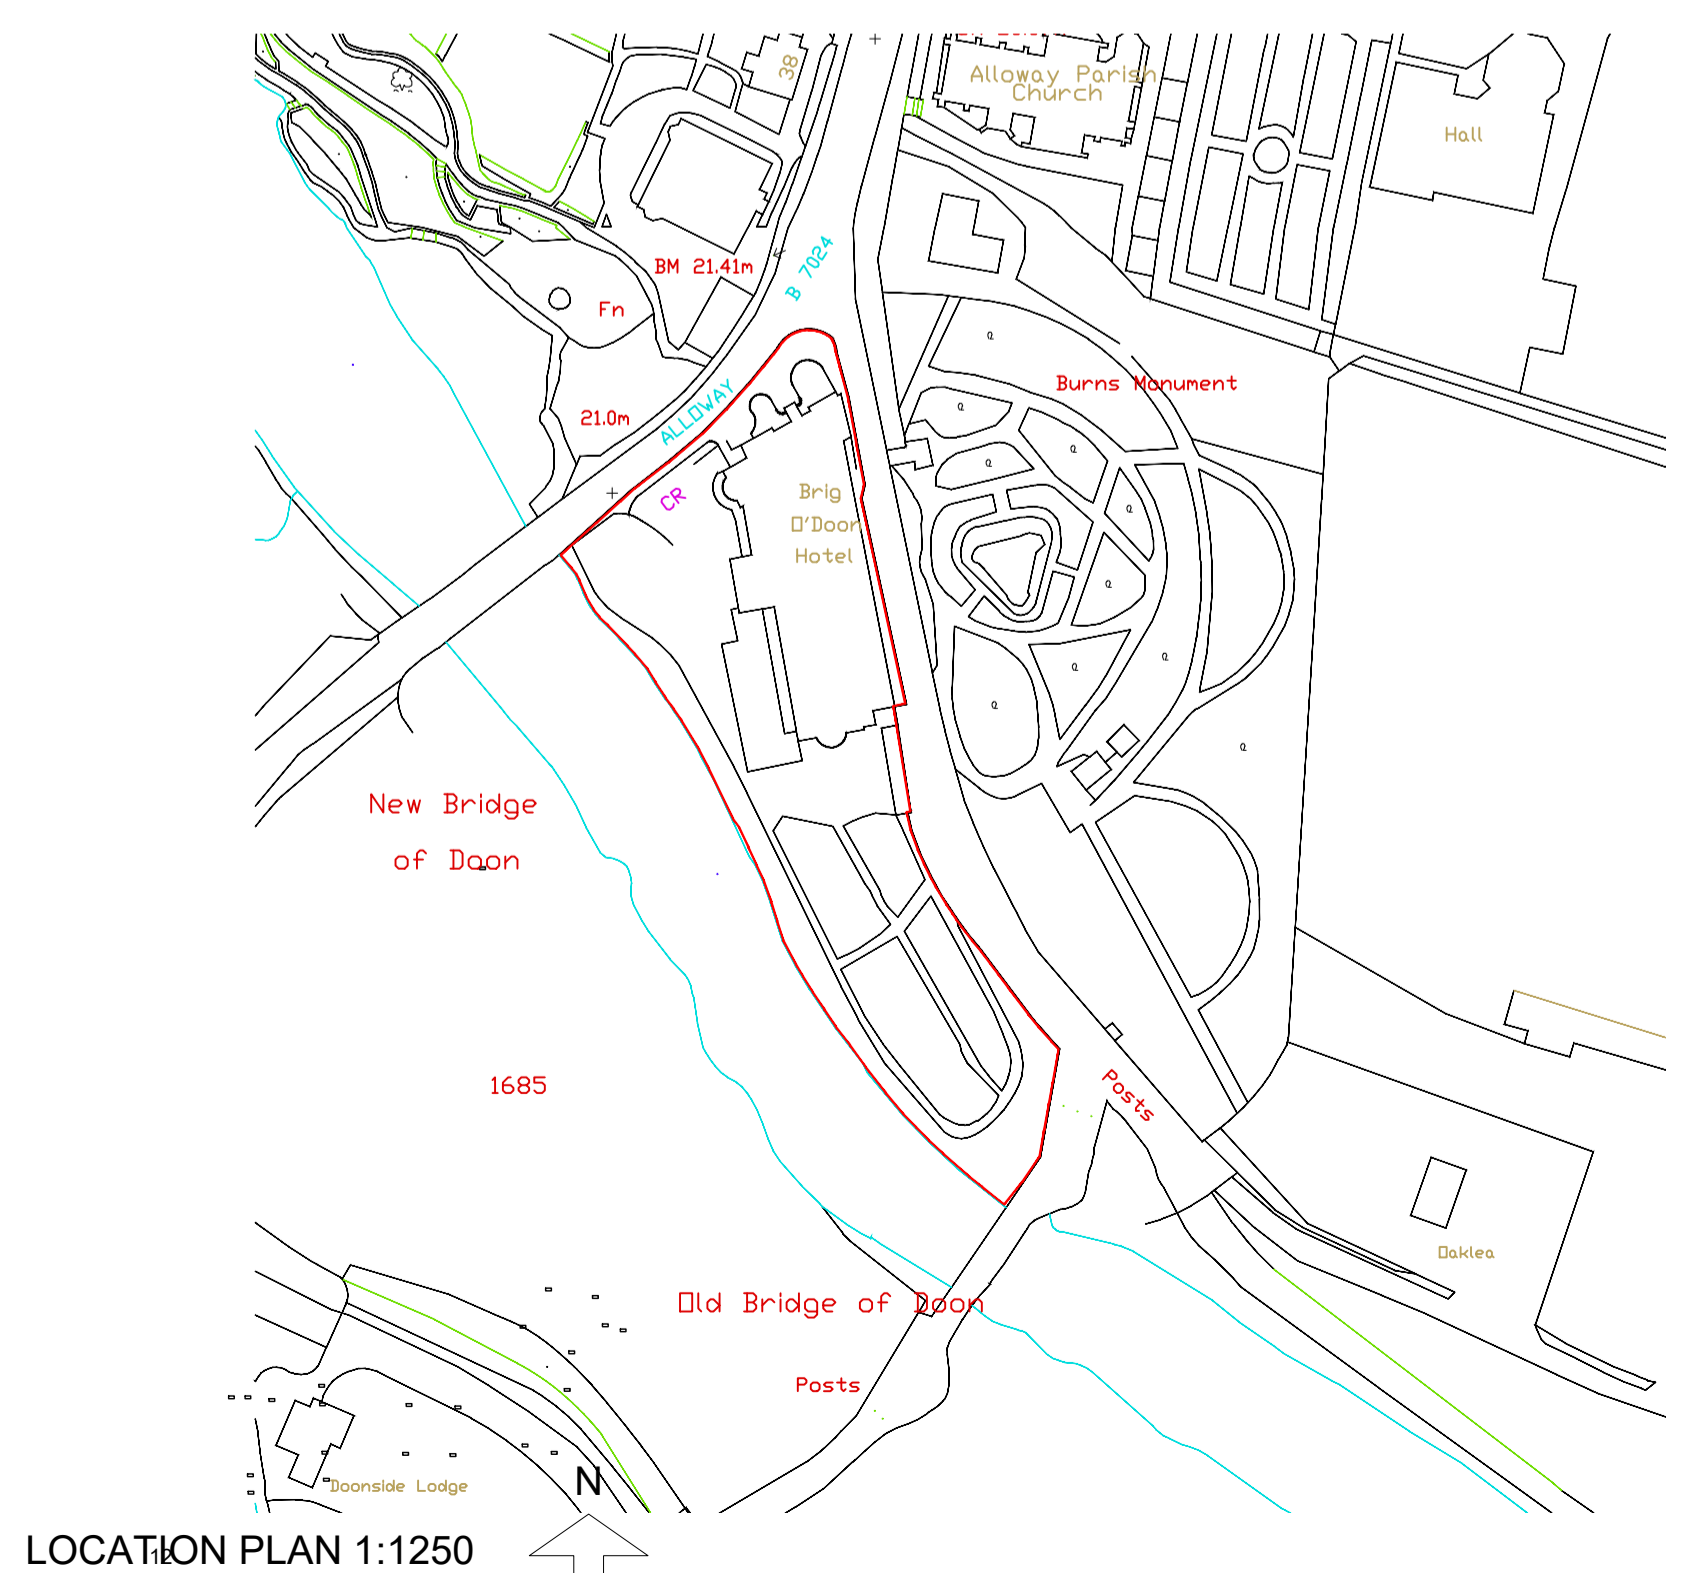 38
Alloway Parish
Church
Hall
B 7024
BM 21.41m
Fn
Burns Monument
21.0m
ALLOWAY
CR
Brig
O'Doon
Hotel
New Bridge
of Doon
1685
Posts
Oaklea
Old Bridge of Doon
Posts
Doonside Lodge
N
LOCATION PLAN 1:1250